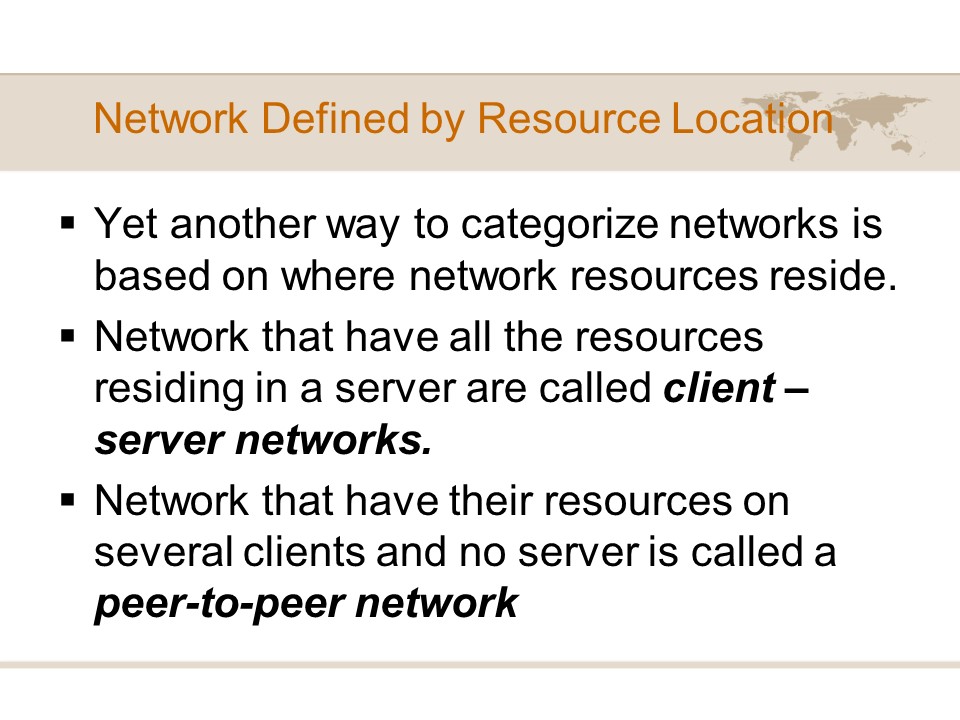 Network Defined by Resource Location
▪ Yet another way to categorize networks is
based on where network resources reside.
▪ Network that have all the resources
residing in a server are called client –
server networks.
▪ Network that have their resources on
several clients and no server is called a
peer-to-peer network